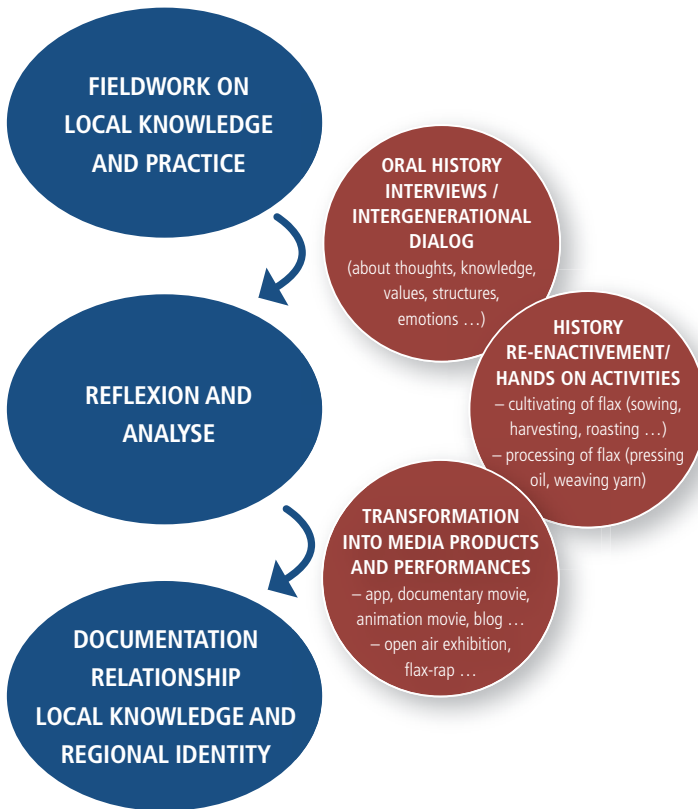 FIELDWORK ON
LOCAL KNOWLEDGE
AND PRACTICE
ORAL HISTORY
INTERVIEWS /
INTERGENERATIONAL
DIALOG
(about thoughts, knowledge,
values, structures,
emotions …)
HISTORY
RE-ENACTIVEMENT/
HANDS ON ACTIVITIES
– cultivating of flax (sowing,
harvesting, roasting …)
– processing of flax (pressing
oil, weaving yarn)
REFLEXION AND
ANALYSE
TRANSFORMATION
INTO MEDIA PRODUCTS
AND PERFORMANCES
– app, documentary movie,
animation movie, blog …
– open air exhibition,
flax-rap …
DOCUMENTATION
RELATIONSHIP
LOCAL KNOWLEDGE AND
REGIONAL IDENTITY